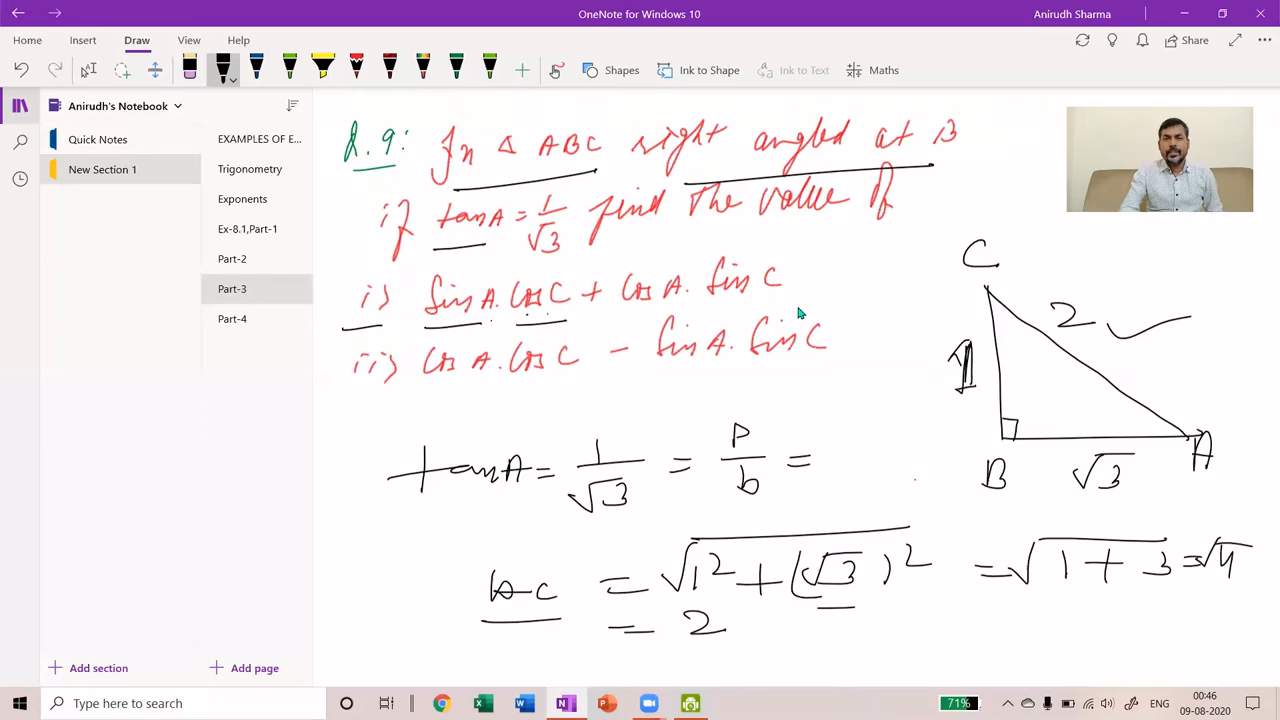 OneNote for Windows 10
Anirudh Sharma
Home Insert Draw View Help
Share
Shapes Ink to Shape Ink to Text Maths
Anirudh's Notebook
Quick Notes
New Section 1
EXAMPLES OF E...
Trigonometry
Exponents
Ex-8.1,Part-1
Part-2
Part-3
Part-4
Q.9: In Δ ABC right angled at B
if tanA = 1/√3 find the value of
i) SinA.CosC + CosA.SinC
ii) CosA.CosC - SinA.SinC
C
2
1
B
√3
A
tanA = 1/√3 = P/b =
AC = √1² + (√3)² = √1 + 3 = √4
= 2
Add section
Add page
Type here to search
71%
ENG
00:46
09-08-2020